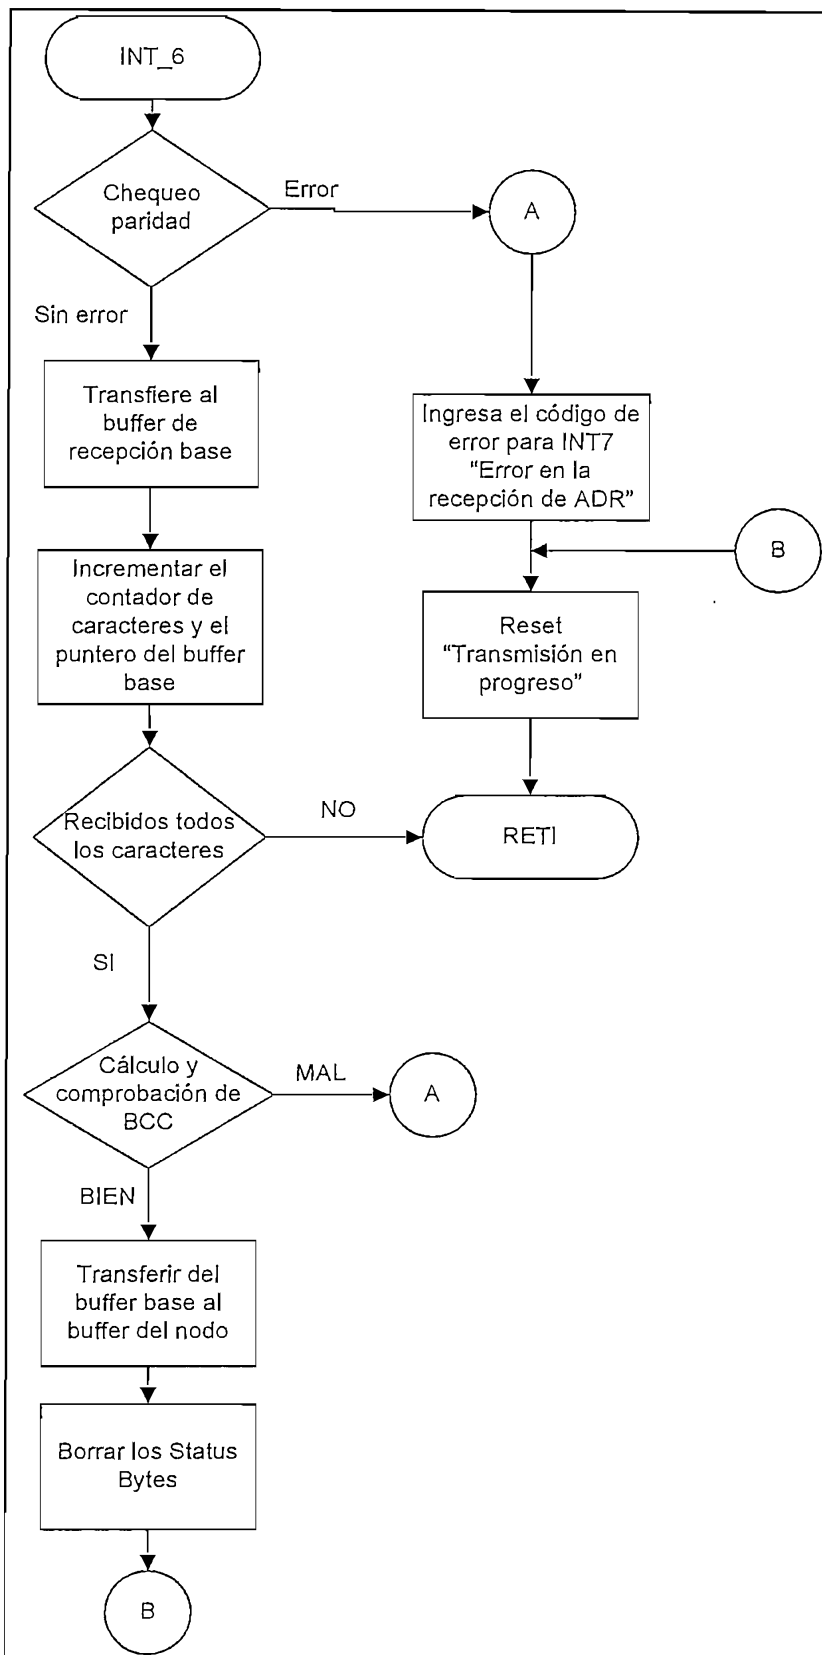 INT_6
Chequeo
paridad
Error
A
Sin error
Transfiere al
buffer de
recepción base
Ingresa el código de
error para INT7
"Error en la
recepción de ADR"
B
Incrementar el
contador de
caracteres y el
puntero del buffer
base
Reset
"Transmisión en
progreso"
Recibidos todos
los caracteres
NO
RETI
SI
Cálculo y
comprobación de
BCC
MAL
A
BIEN
Transferir del
buffer base al
buffer del nodo
Borrar los Status
Bytes
B